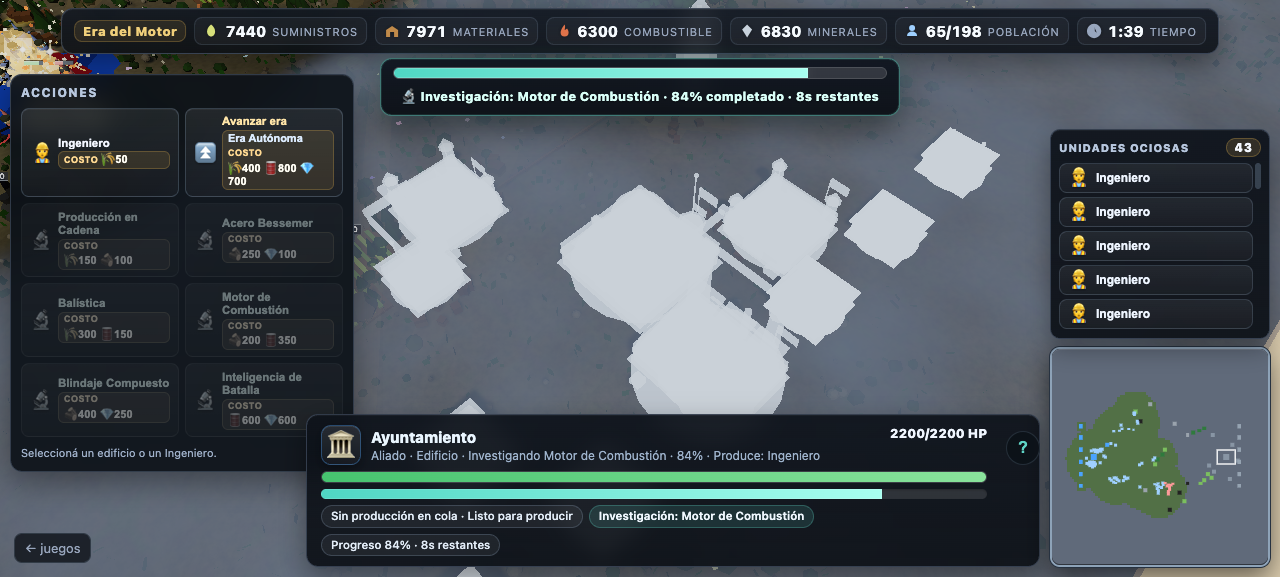 Era del Motor
7440 SUMINISTROS
7971 MATERIALES
6300 COMBUSTIBLE
6830 MINERALES
65/198 POBLACIÓN
1:39 TIEMPO
Investigación: Motor de Combustión · 84% completado · 8s restantes
ACCIONES
Ingeniero
COSTO 50
Avanzar era
Era Autónoma
COSTO
400 800
700
Producción en
Cadena
COSTO
150 100
Acero Bessemer
COSTO
250 100
Balística
COSTO
300 150
Motor de
Combustión
COSTO
200 350
Blindaje Compuesto
COSTO
400 250
Inteligencia de
Batalla
COSTO
600 600
Seleccioná un edificio o un Ingeniero.
← juegos
UNIDADES OCIOSAS 43
Ingeniero
Ingeniero
Ingeniero
Ingeniero
Ingeniero
Ayuntamiento
2200/2200 HP
Aliado · Edificio · Investigando Motor de Combustión · 84% · Produce: Ingeniero
?
Sin producción en cola · Listo para producir
Investigación: Motor de Combustión
Progreso 84% · 8s restantes